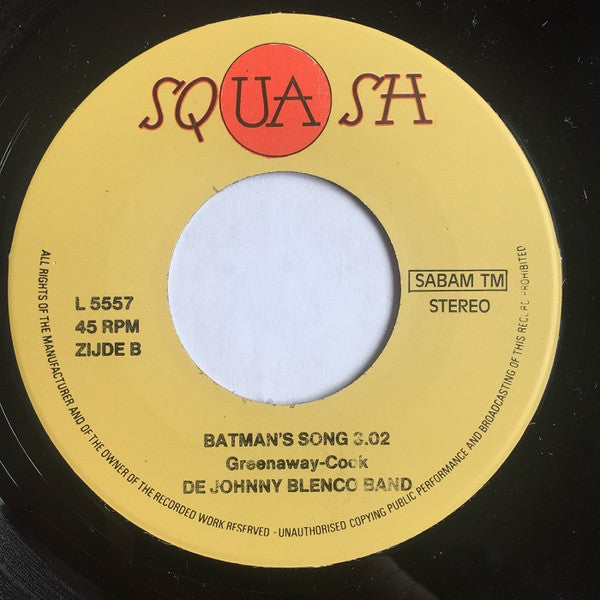 SQUASH
SABAM TM
STEREO
L 5557
45 RPM
ZIJDE B
BATMAN'S SONG 3.02
Greenaway-Cook
DE JOHNNY BLENCO BAND
ALL RIGHTS OF THE MANUFACTURER AND OF THE OWNER OF THE RECORDED WORK RESERVED - UNAUTHORISED COPYING PUBLIC PERFORMANCE AND BROADCASTING OF THIS RECORD PROHIBITED